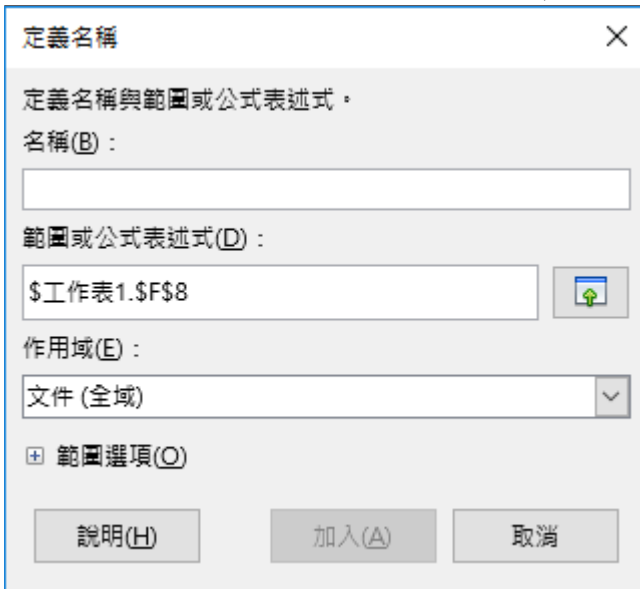 定義名稱
定義名稱與範圍或公式表述式。
名稱(B)：
範圍或公式表述式(D)：
$工作表1.$F$8
作用域(E)：
文件 (全域)
範圍選項(O)
說明(H) 加入(A) 取消